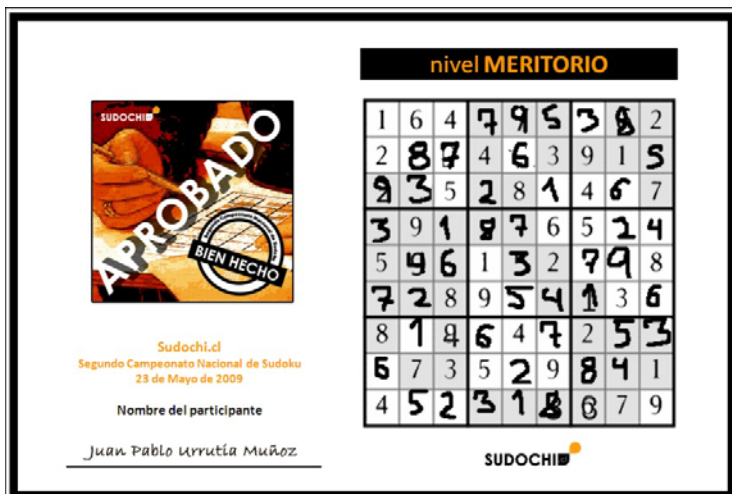 nivel MERITORIO
SUDOCHI
APROBADO
BIEN HECHO
Sudochi.cl
Segundo Campeonato Nacional de Sudoku
23 de Mayo de 2009
Nombre del participante
Juan Pablo Urrutia Muñoz
1 6 4 7 9 5 3 8 2
2 8 7 4 6 3 9 1 5
9 3 5 2 8 1 4 6 7
3 9 1 8 7 6 5 2 4
5 4 6 1 3 2 7 9 8
7 2 8 9 5 4 1 3 6
8 1 9 6 4 7 2 5 3
6 7 3 5 2 9 8 4 1
4 5 2 3 1 8 6 7 9
SUDOCHI